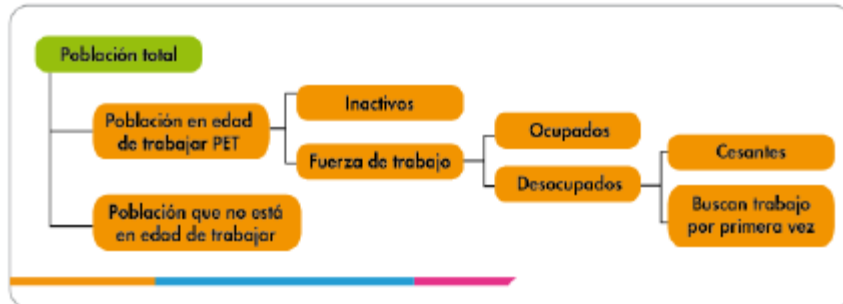 Población total
Población en edad
de trabajar PET
Inactivos
Fuerza de trabajo
Ocupados
Desocupados
Cesantes
Buscan trabajo
por primera vez
Población que no está
en edad de trabajar